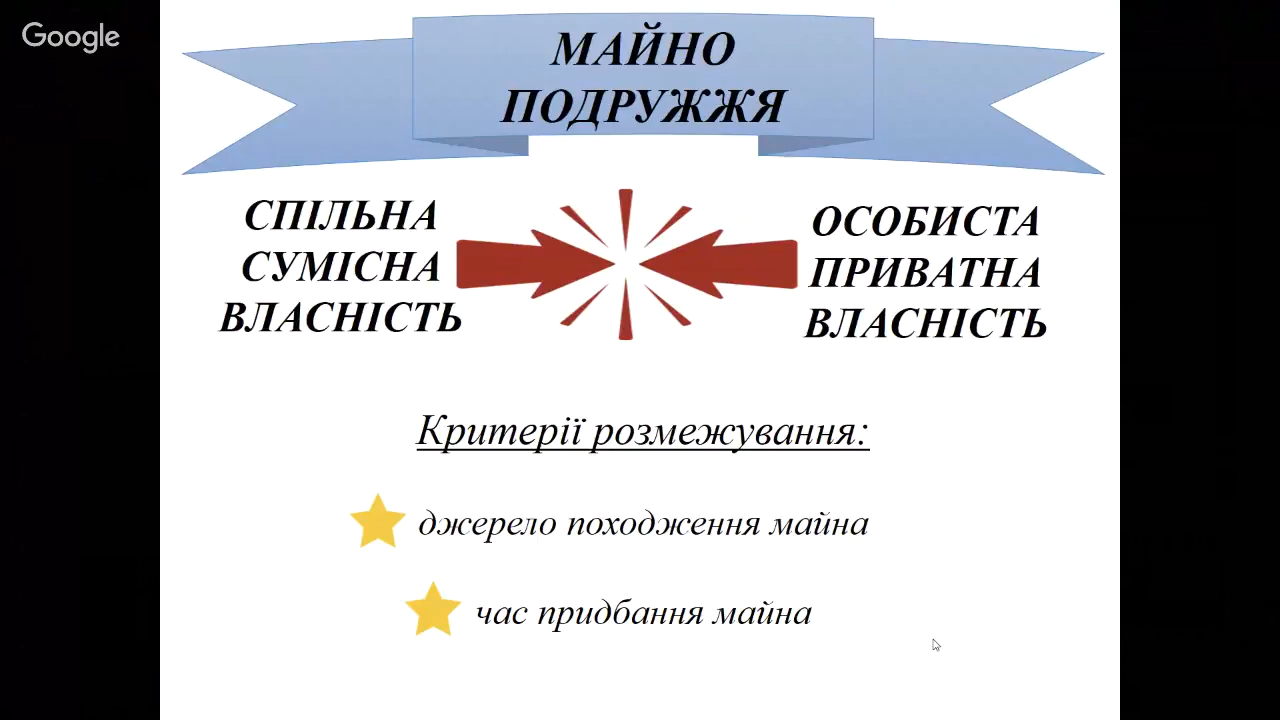 Google
МАЙНО
ПОДРУЖЖЯ
СПІЛЬНА
СУМІСНА
ВЛАСНІСТЬ
ОСОБИСТА
ПРИВАТНА
ВЛАСНІСТЬ
Критерії розмежування:
джерело походження майна
час придбання майна